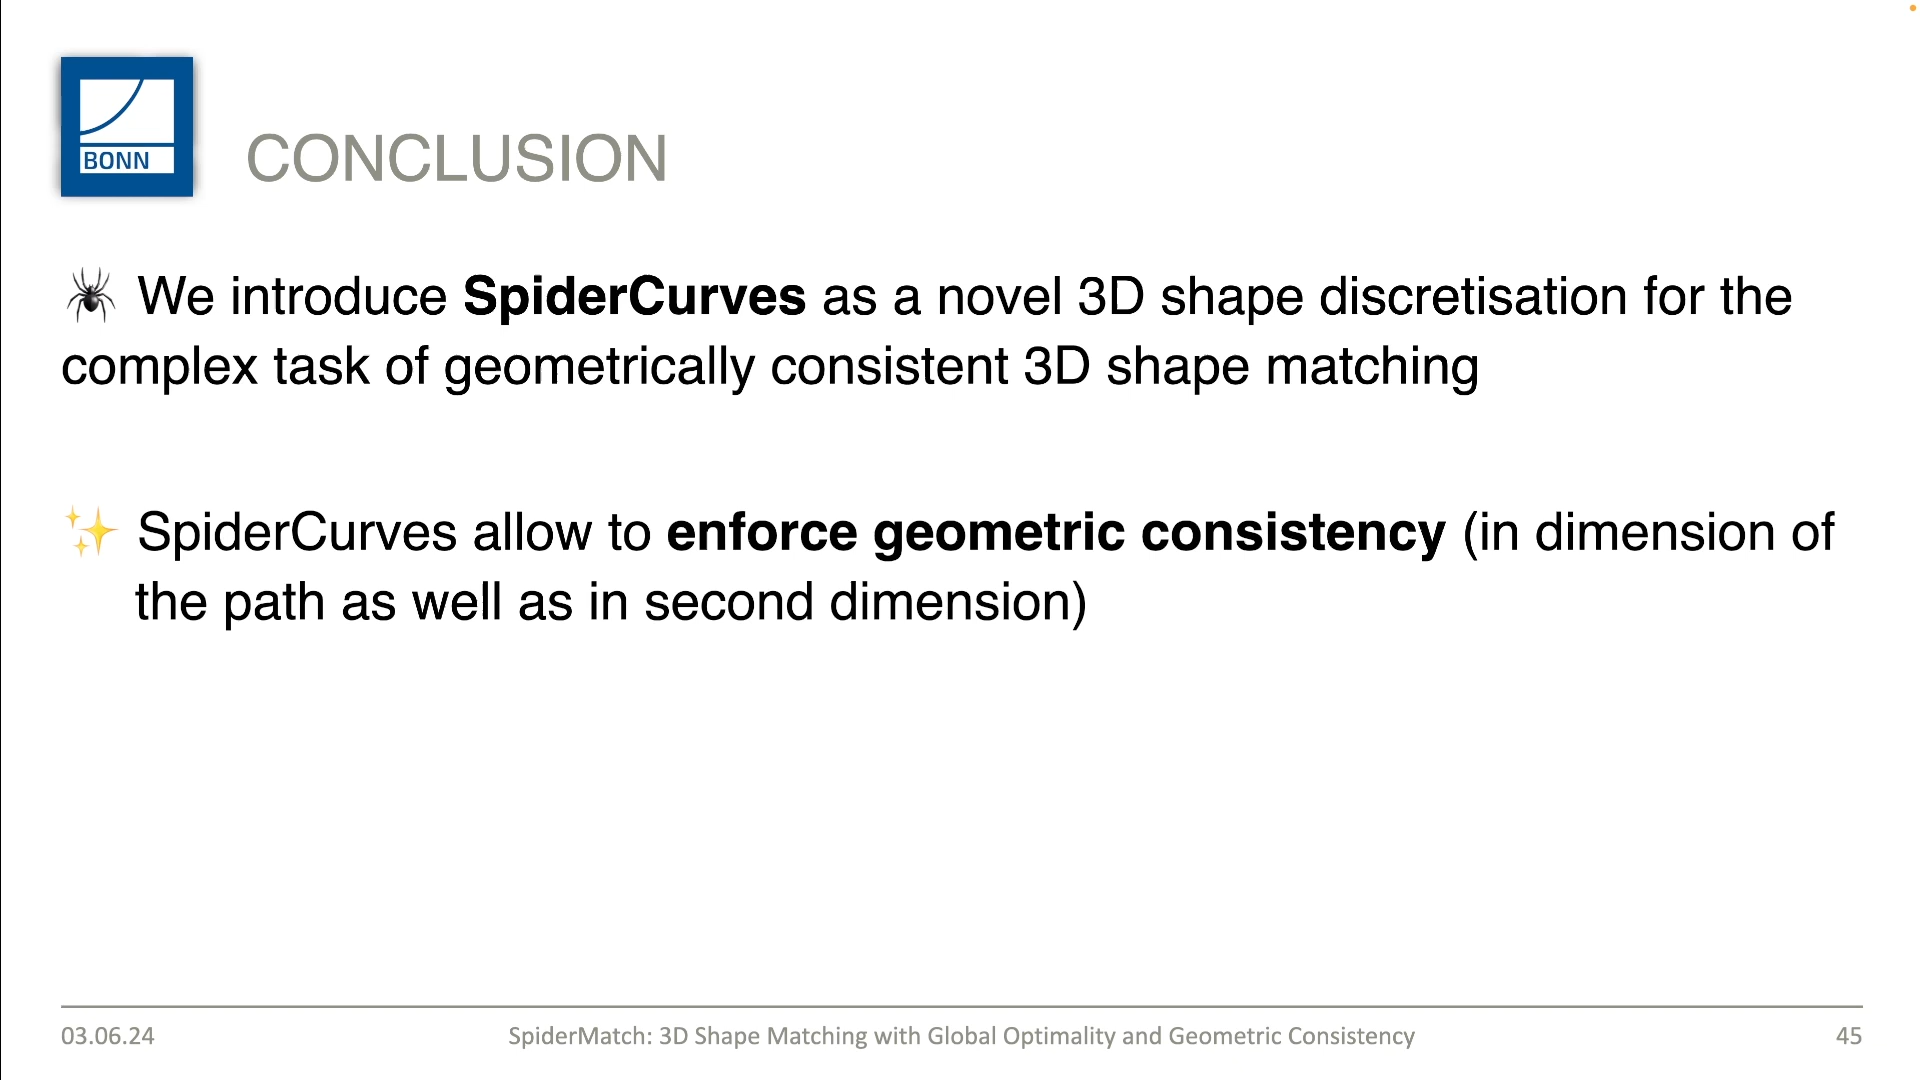 BONN
CONCLUSION
🕷 We introduce SpiderCurves as a novel 3D shape discretisation for the
complex task of geometrically consistent 3D shape matching
✨ SpiderCurves allow to enforce geometric consistency (in dimension of
the path as well as in second dimension)
03.06.24 SpiderMatch: 3D Shape Matching with Global Optimality and Geometric Consistency 45